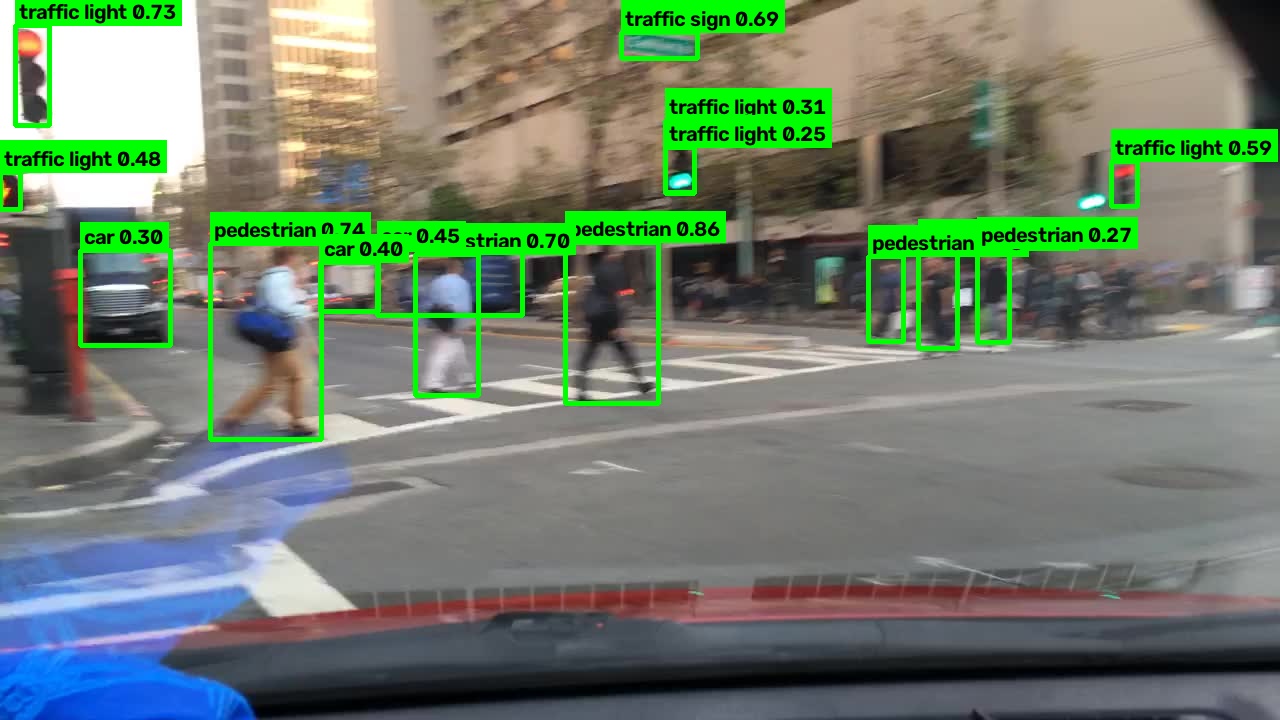 traffic light 0.73
traffic sign 0.69
traffic light 0.31
traffic light 0.25
traffic light 0.59
traffic light 0.48
pedestrian 0.74
car 0.30
car 0.40
0.45
strian 0.70
pedestrian 0.86
pedestrian
pedestrian 0.27